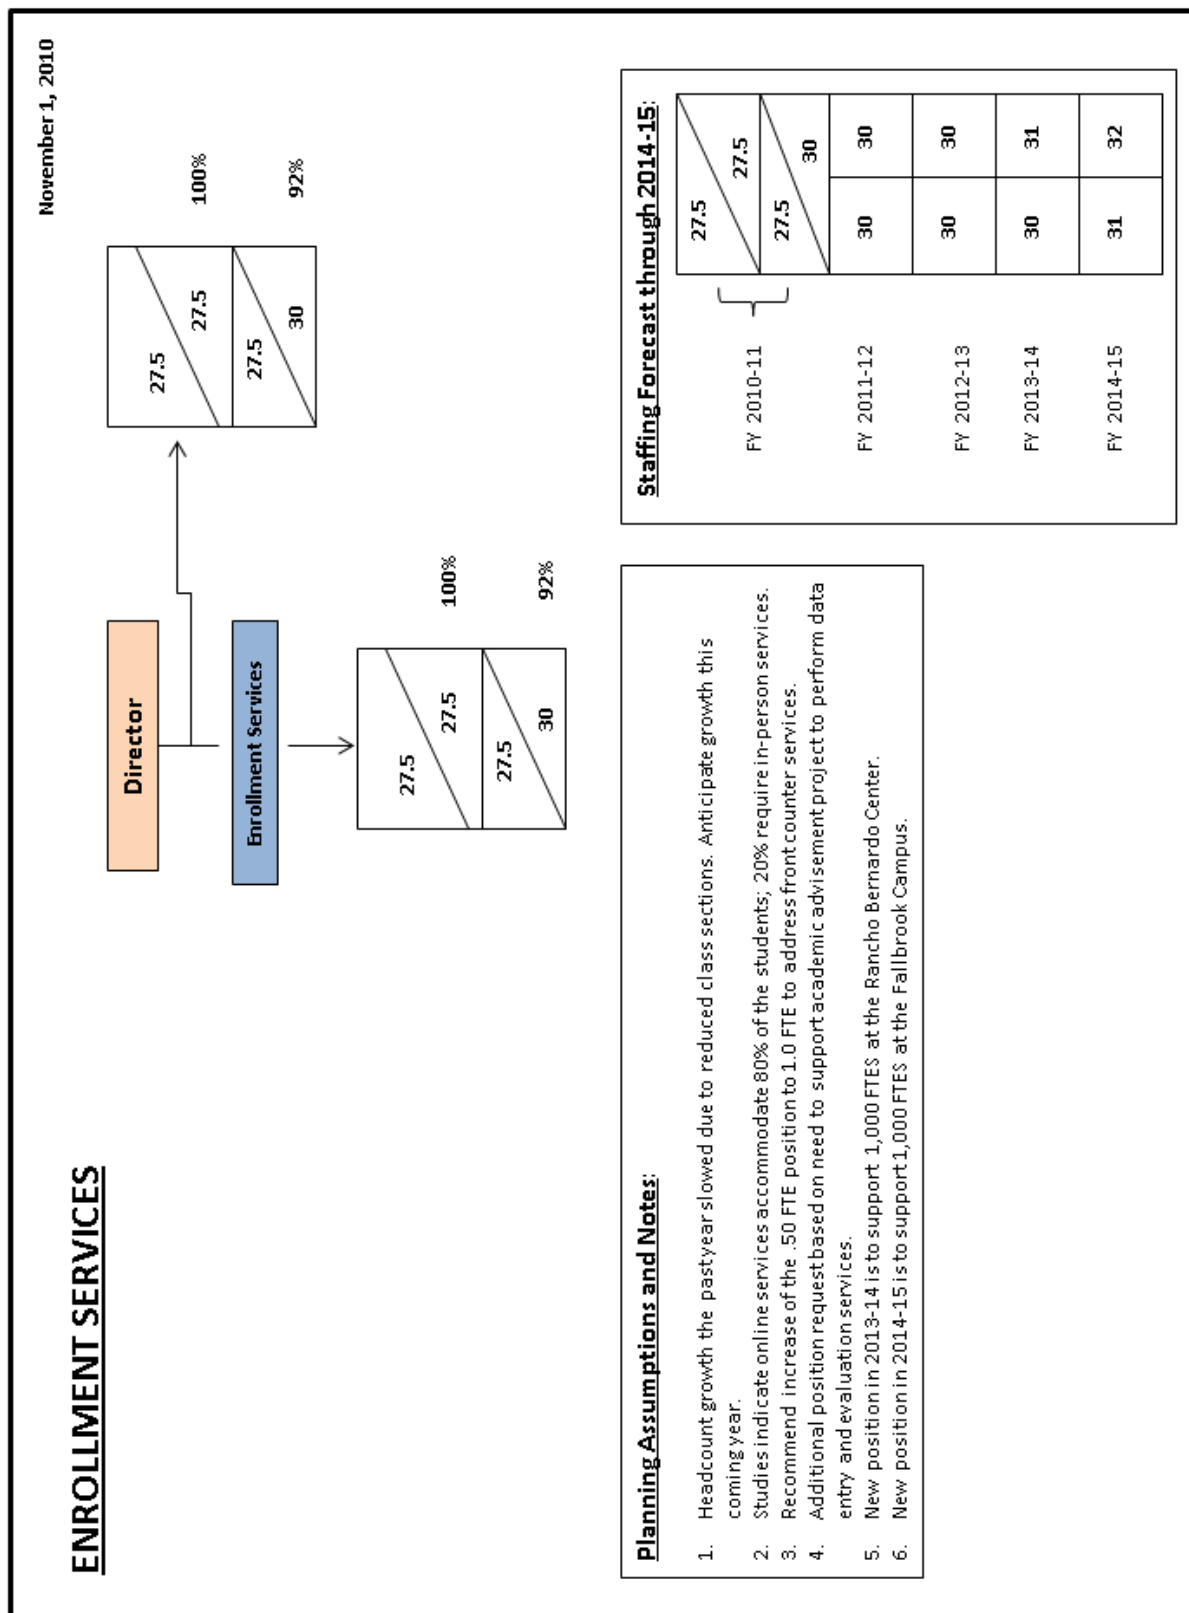 November 1, 2010
ENROLLMENT SERVICES
Director
Enrollment Services
27.5
27.5
100%
27.5
30
92%
27.5
27.5
100%
27.5
30
92%
Planning Assumptions and Notes:
1. Headcount growth the past year slowed due to reduced class sections. Anticipate growth this
coming year.
2. Studies indicate online services accommodate 80% of the students; 20% require in-person services.
3. Recommend increase of the .50 FTE position to 1.0 FTE to address front counter services.
4. Additional position request based on need to support academic advisement project to perform data
entry and evaluation services.
5. New position in 2013-14 is to support 1,000 FTES at the Rancho Bernardo Center.
6. New position in 2014-15 is to support 1,000 FTES at the Fallbrook Campus.
Staffing Forecast through 2014-15:
27.5
27.5
FY 2010-11
27.5
30
FY 2011-12 30 30
FY 2012-13 30 30
FY 2013-14 30 31
FY 2014-15 31 32